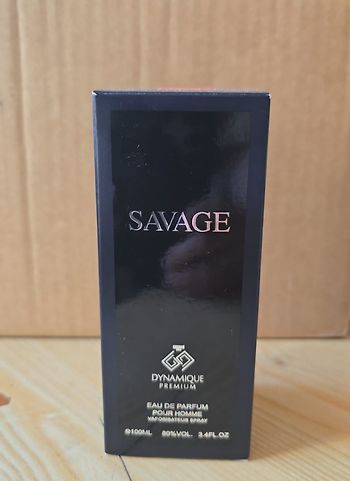 SAVAGE
DYNAMIQUE
PREMIUM
EAU DE PARFUM
POUR HOMME
VAPORISATEUR SPRAY
℮100ML 80%VOL. 3.4FL.OZ